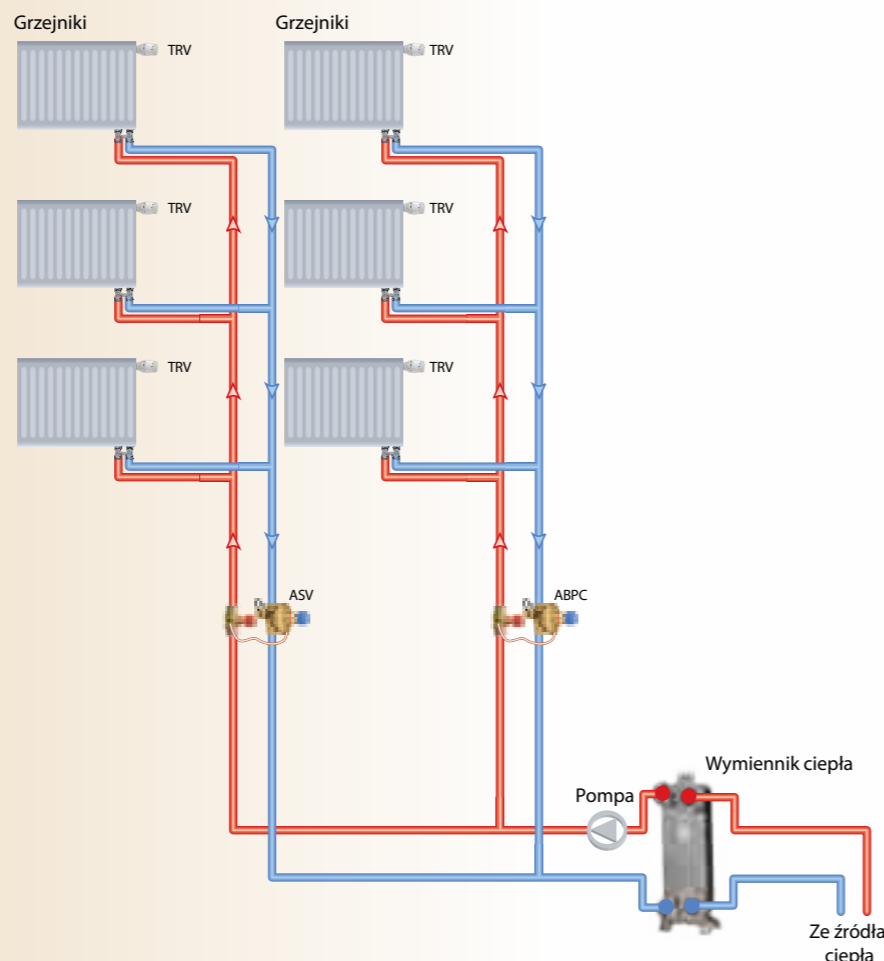 Grzejniki
Grzejniki
TRV
TRV
TRV
TRV
TRV
TRV
ASV
ABPC
Wymiennik ciepła
Pompa
Ze źródła
ciepła